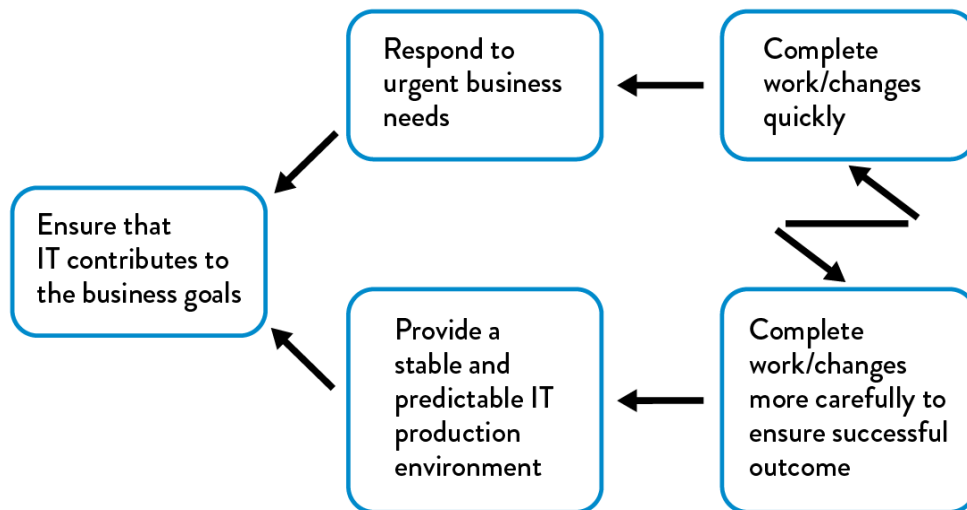 Respond to
urgent business
needs
Complete
work/changes
quickly
Ensure that
IT contributes to
the business goals
Provide a
stable and
predictable IT
production
environment
Complete
work/changes
more carefully to
ensure successful
outcome